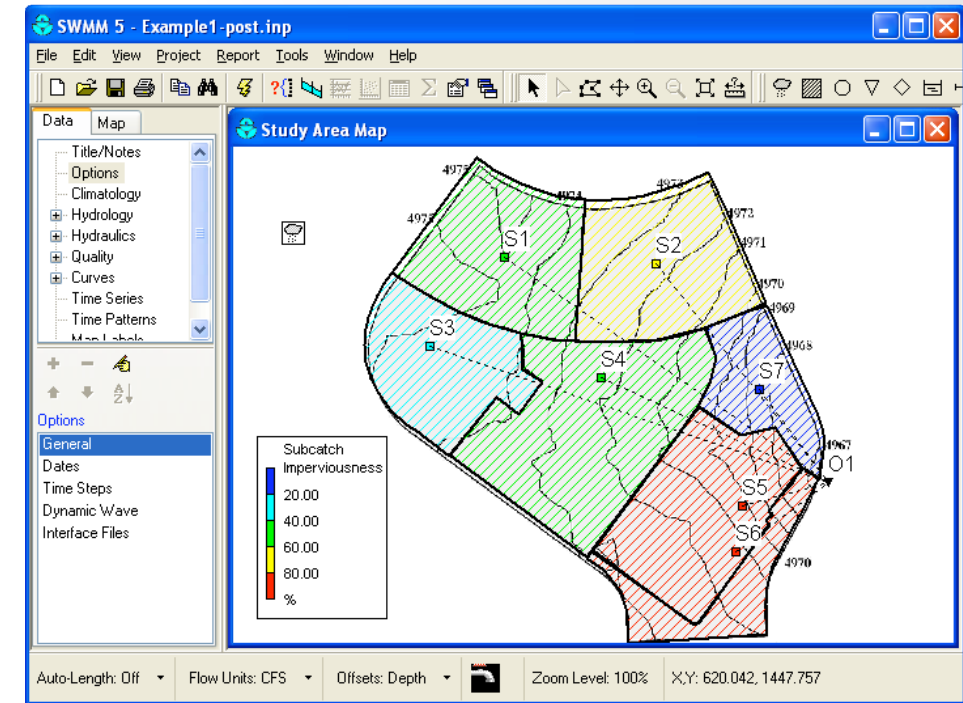 SWMM 5 - Example1-post.inp
File Edit View Project Report Tools Window Help
Data Map
Title/Notes
Options
Climatology
Hydrology
Hydraulics
Quality
Curves
Time Series
Time Patterns
Map Labels
Options
General
Dates
Time Steps
Dynamic Wave
Interface Files
Study Area Map
4975
4974
4973
4975
4972
4971
4970
4969
4968
4967
4970
S1
S2
S3
S4
S7
O1
S5
S6
Subcatch
Imperviousness
20.00
40.00
60.00
80.00
%
Auto-Length: Off Flow Units: CFS Offsets: Depth Zoom Level: 100% X,Y: 620.042, 1447.757